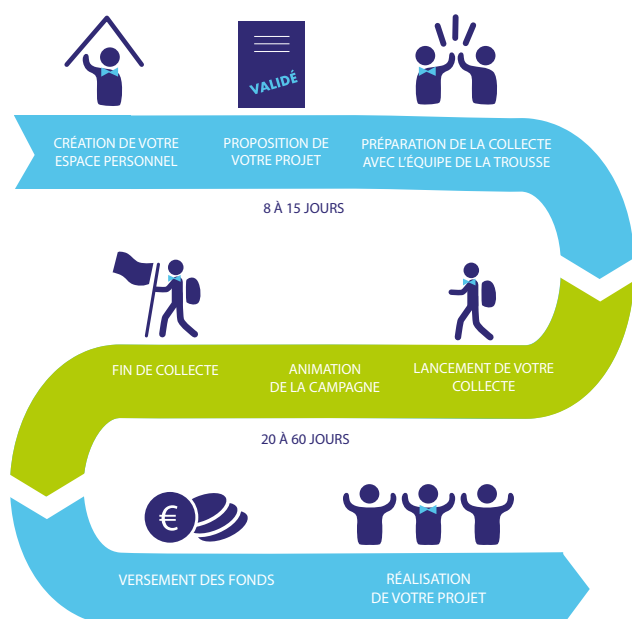 VALIDÉ
CRÉATION DE VOTRE
ESPACE PERSONNEL
PROPOSITION DE
VOTRE PROJET
PRÉPARATION DE LA COLLECTE
AVEC L'ÉQUIPE DE LA TROUSSE
8 À 15 JOURS
FIN DE COLLECTE
ANIMATION
DE LA CAMPAGNE
LANCEMENT DE VOTRE
COLLECTE
20 À 60 JOURS
€
VERSEMENT DES FONDS
RÉALISATION
DE VOTRE PROJET